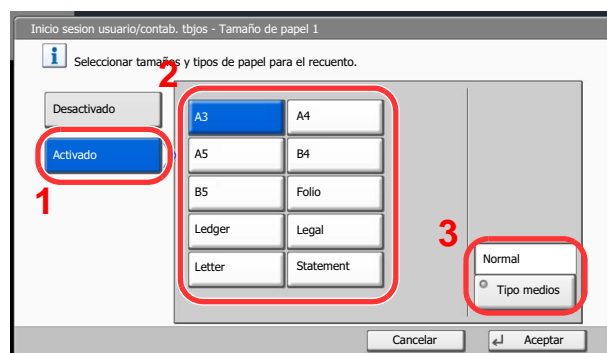 Inicio sesion usuario/contab. tbjos - Tamaño de papel 1
i Seleccionar tamaños y tipos de papel para el recuento.
2
Desactivado
Activado
1
A3 A4
A5 B4
B5 Folio
Ledger Legal
Letter Statement
3
Normal
Tipo medios
Cancelar Aceptar